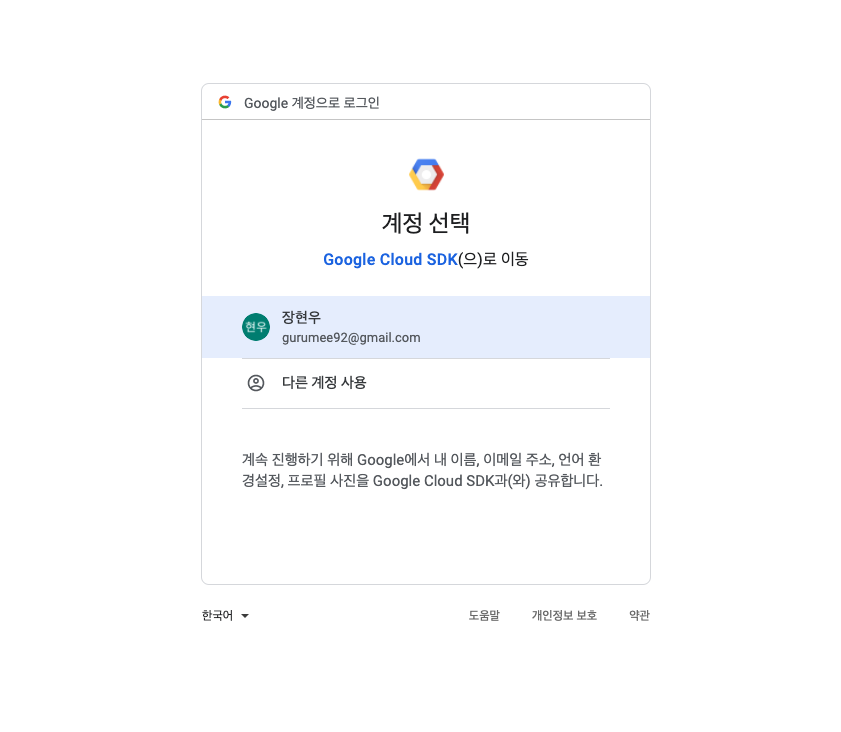 Google 계정으로 로그인
계정 선택
Google Cloud SDK(으)로 이동
현우
장현우
gurumee92@gmail.com
다른 계정 사용
계속 진행하기 위해 Google에서 내 이름, 이메일 주소, 언어 환
경설정, 프로필 사진을 Google Cloud SDK과(와) 공유합니다.
한국어
도움말 개인정보 보호 약관